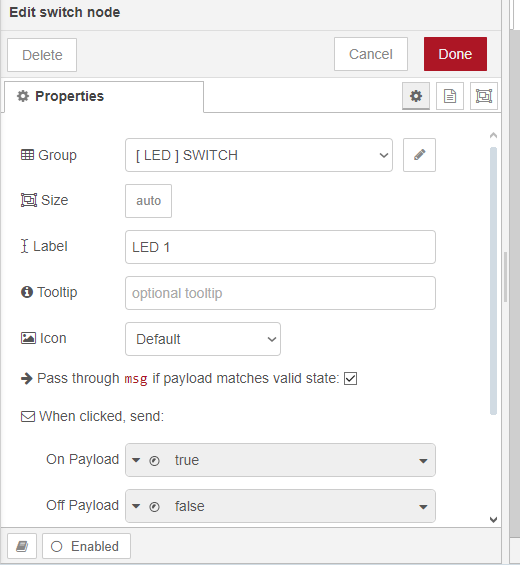 Edit switch node
Delete
Cancel
Done
Properties
Group
[ LED ] SWITCH
Size
auto
Label
LED 1
Tooltip
optional tooltip
Icon
Default
Pass through msg if payload matches valid state:
When clicked, send:
On Payload
true
Off Payload
false
Enabled